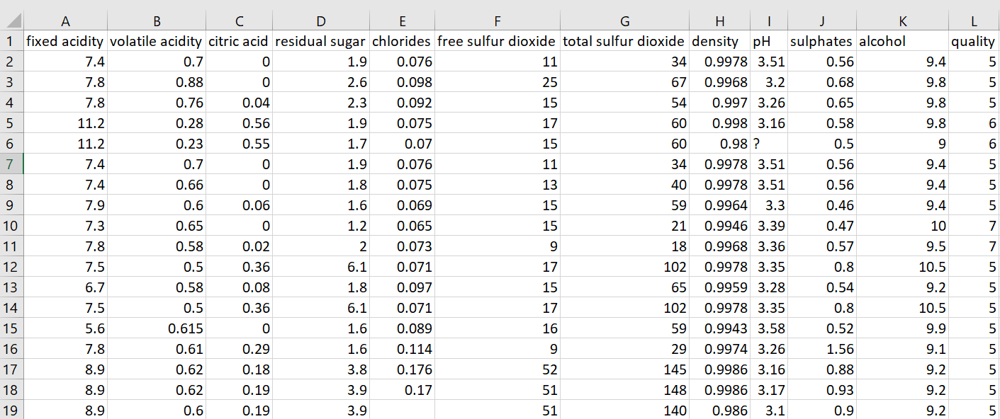 A B C D E F G H I J K L
1 fixed acidity volatile acidity citric acid residual sugar chlorides free sulfur dioxide total sulfur dioxide density pH sulphates alcohol quality
2 7.4 0.7 0 1.9 0.076 11 34 0.9978 3.51 0.56 9.4 5
3 7.8 0.88 0 2.6 0.098 25 67 0.9968 3.2 0.68 9.8 5
4 7.8 0.76 0.04 2.3 0.092 15 54 0.997 3.26 0.65 9.8 5
5 11.2 0.28 0.56 1.9 0.075 17 60 0.998 3.16 0.58 9.8 6
6 11.2 0.23 0.55 1.7 0.07 15 60 0.98 ? 0.5 9 6
7 7.4 0.7 0 1.9 0.076 11 34 0.9978 3.51 0.56 9.4 5
8 7.4 0.66 0 1.8 0.075 13 40 0.9978 3.51 0.56 9.4 5
9 7.9 0.6 0.06 1.6 0.069 15 59 0.9964 3.3 0.46 9.4 5
10 7.3 0.65 0 1.2 0.065 15 21 0.9946 3.39 0.47 10 7
11 7.8 0.58 0.02 2 0.073 9 18 0.9968 3.36 0.57 9.5 7
12 7.5 0.5 0.36 6.1 0.071 17 102 0.9978 3.35 0.8 10.5 5
13 6.7 0.58 0.08 1.8 0.097 15 65 0.9959 3.28 0.54 9.2 5
14 7.5 0.5 0.36 6.1 0.071 17 102 0.9978 3.35 0.8 10.5 5
15 5.6 0.615 0 1.6 0.089 16 59 0.9943 3.58 0.52 9.9 5
16 7.8 0.61 0.29 1.6 0.114 9 29 0.9974 3.26 1.56 9.1 5
17 8.9 0.62 0.18 3.8 0.176 52 145 0.9986 3.16 0.88 9.2 5
18 8.9 0.62 0.19 3.9 0.17 51 148 0.9986 3.17 0.93 9.2 5
19 8.9 0.6 0.19 3.9 51 140 0.986 3.1 0.9 9.2 5